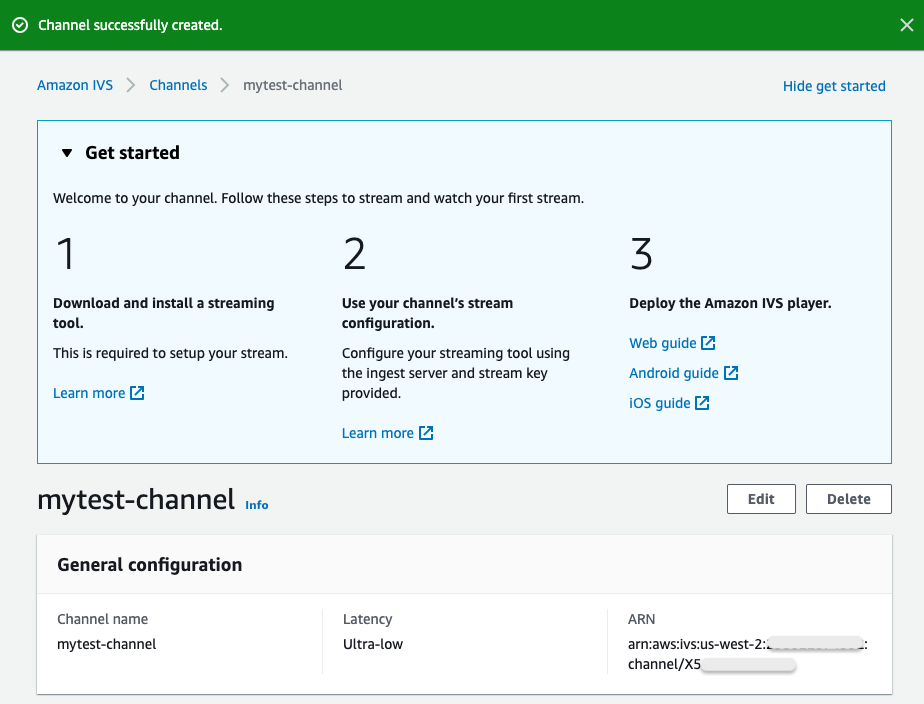 Channel successfully created.
Amazon IVS > Channels > mytest-channel
Hide get started
Get started
Welcome to your channel. Follow these steps to stream and watch your first stream.
1
Download and install a streaming
tool.
This is required to setup your stream.
Learn more
2
Use your channel's stream
configuration.
Configure your streaming tool using
the ingest server and stream key
provided.
Learn more
3
Deploy the Amazon IVS player.
Web guide
Android guide
iOS guide
mytest-channel Info
Edit
Delete
General configuration
Channel name
mytest-channel
Latency
Ultra-low
ARN
arn:aws:ivs:us-west-2:
channel/X5